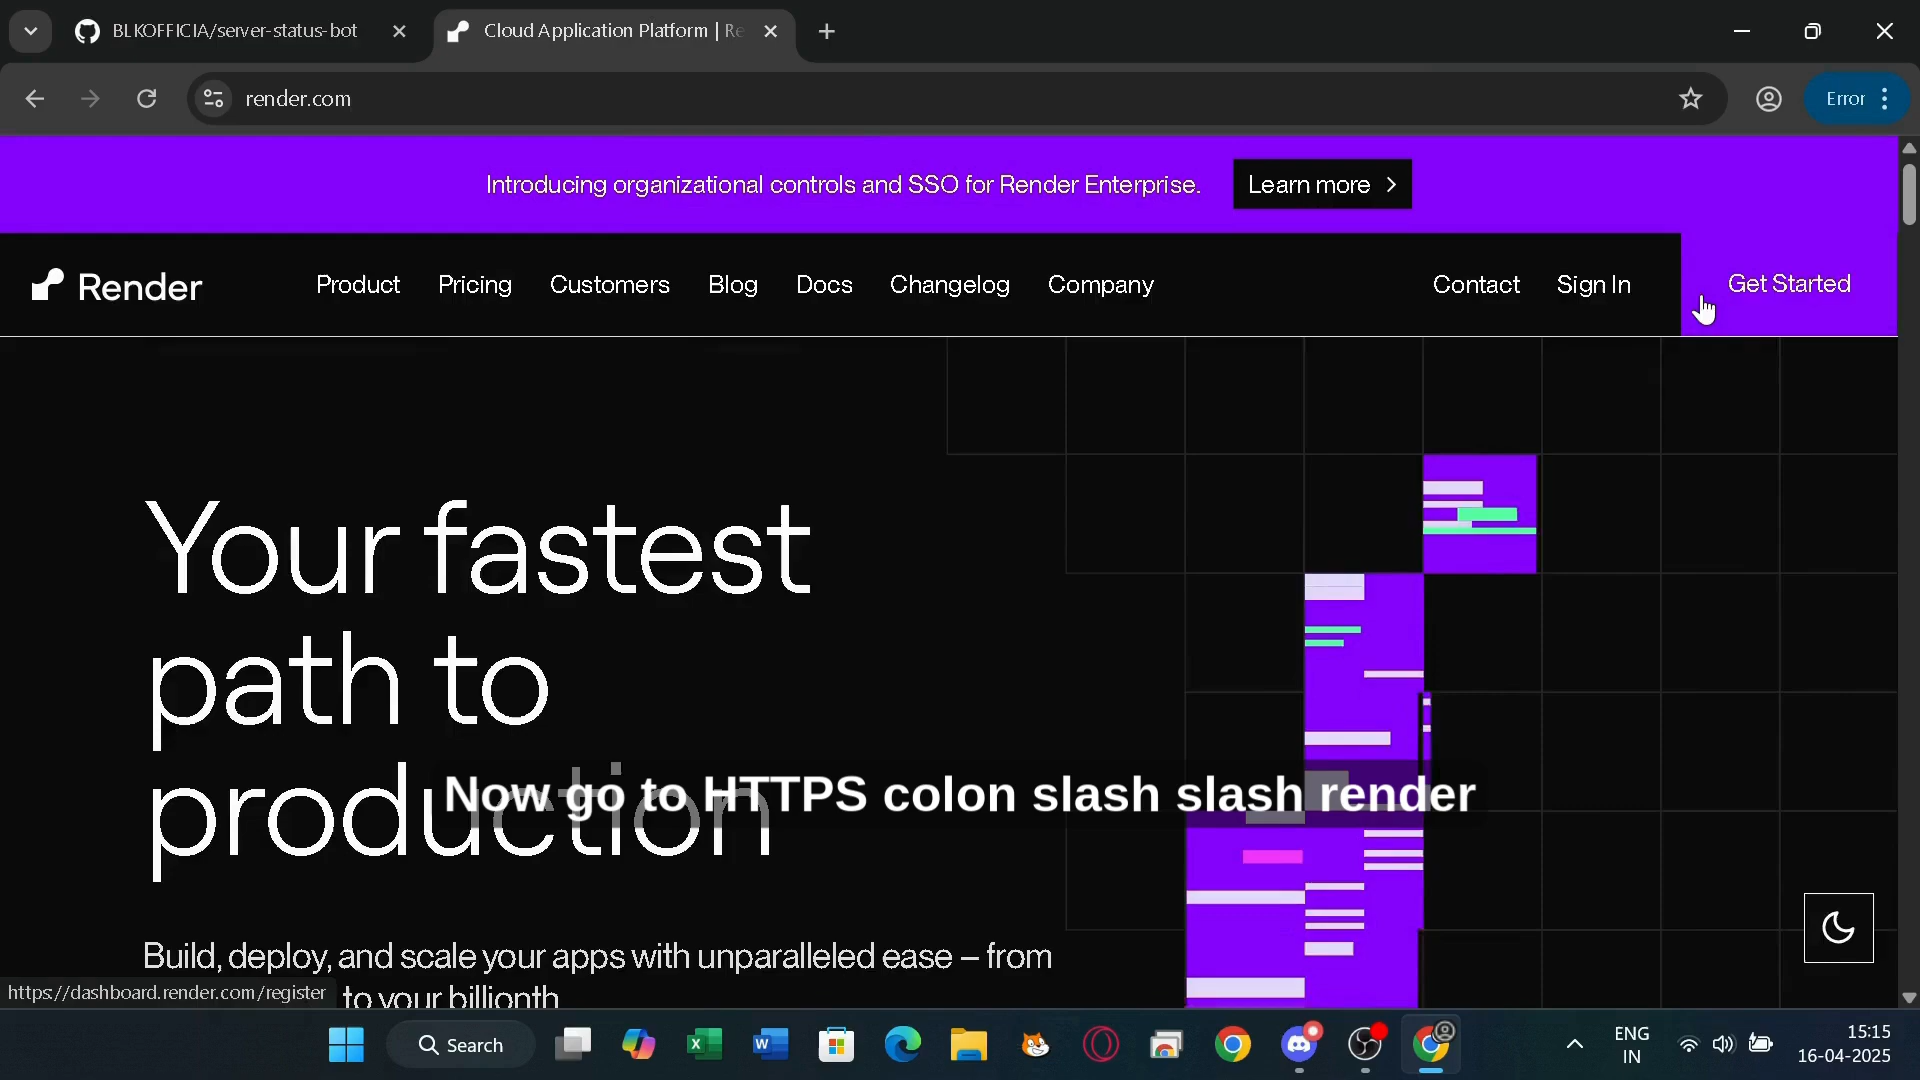 BLKOFFICIA/server-status-bot
Cloud Application Platform | Re
render.com
Error
Introducing organizational controls and SSO for Render Enterprise.
Learn more
Render
Product
Pricing
Customers
Blog
Docs
Changelog
Company
Contact
Sign In
Get Started
Your fastest
path to
production
Now go to HTTPS colon slash slash render
Build, deploy, and scale your apps with unparalleled ease – from
to your billionth
https://dashboard.render.com/register
Search
ENG
IN
15:15
16-04-2025